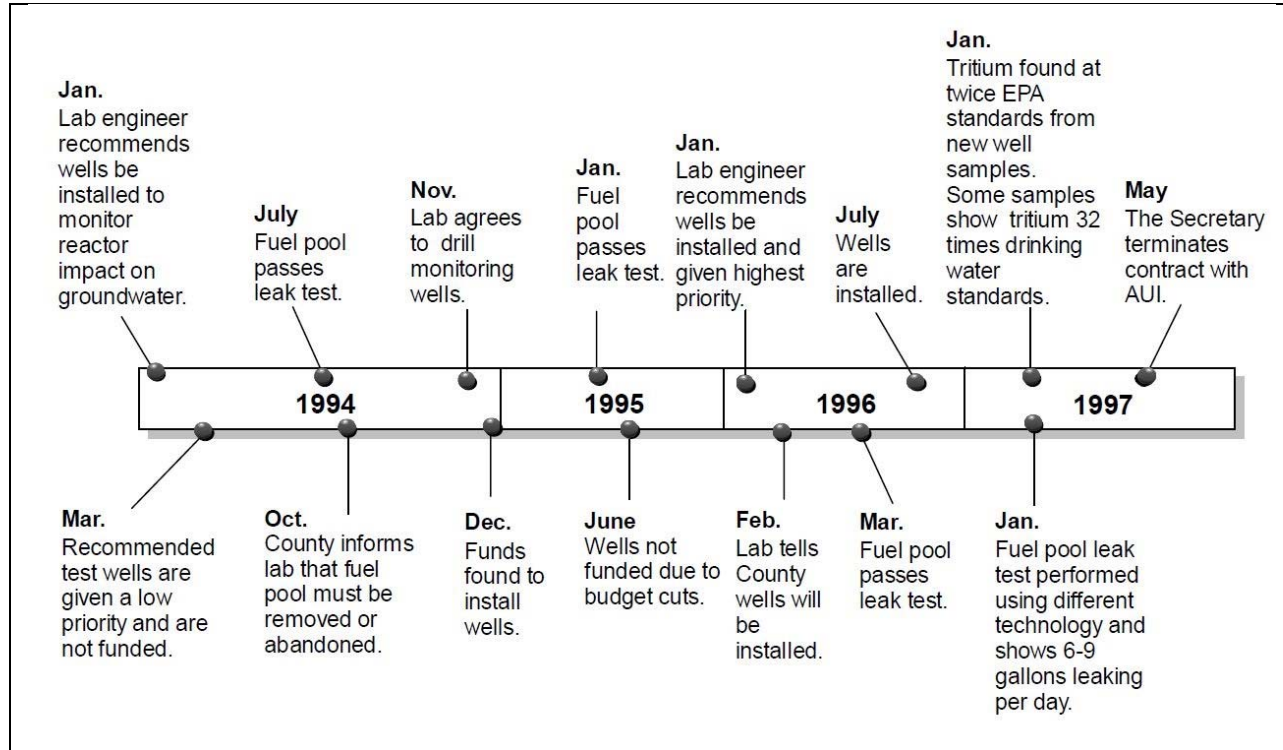 Jan.
Lab engineer
recommends
wells be
installed to
monitor
reactor
impact on
groundwater.
July
Fuel pool
passes
leak test.
Nov.
Lab agrees
to drill
monitoring
wells.
Jan.
Fuel
pool
passes
leak test.
Jan.
Lab engineer
recommends
wells be
installed and
given highest
priority.
July
Wells
are
installed.
Jan.
Tritium found at
twice EPA
standards from
new well
samples.
Some samples
show tritium 32
times drinking
water
standards.
May
The Secretary
terminates
contract with
AUI.
1994
1995
1996
1997
Mar.
Recommended
test wells are
given a low
priority and are
not funded.
Oct.
County informs
lab that fuel
pool must be
removed or
abandoned.
Dec.
Funds
found to
install
wells.
June
Wells not
funded due to
budget cuts.
Feb.
Lab tells
County
wells will
be
installed.
Mar.
Fuel pool
passes
leak test.
Jan.
Fuel pool leak
test performed
using different
technology and
shows 6-9
gallons leaking
per day.